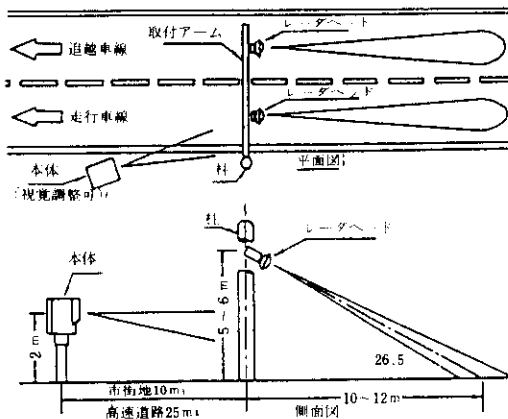 追越車線
取付アーム
レーダヘッド
レーダヘッド
走行車線
本体
視覚調整可
柱
平面図
柱
レーダヘッド
本体
2m
5~6m
26.5
市街地10m
高速道路25m
側面図
10~12m